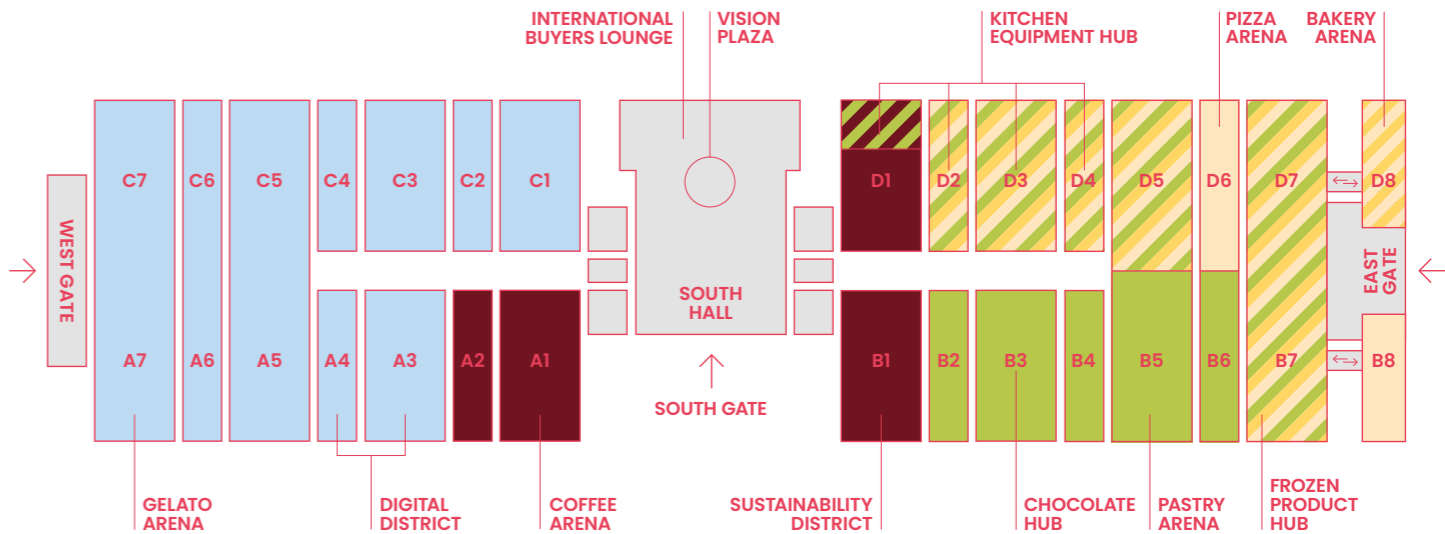 INTERNATIONAL
BUYERS LOUNGE
VISION
PLAZA
KITCHEN
EQUIPMENT HUB
PIZZA
ARENA
BAKERY
ARENA
C7
C6
C5
C4
C3
C2
C1
D1
D2
D3
D4
D5
D6
D7
D8
WEST GATE
EAST
GATE
SOUTH
HALL
A7
A6
A5
A4
A3
A2
A1
B1
B2
B3
B4
B5
B6
B7
B8
SOUTH GATE
GELATO
ARENA
DIGITAL
DISTRICT
COFFEE
ARENA
SUSTAINABILITY
DISTRICT
CHOCOLATE
HUB
PASTRY
ARENA
FROZEN
PRODUCT
HUB